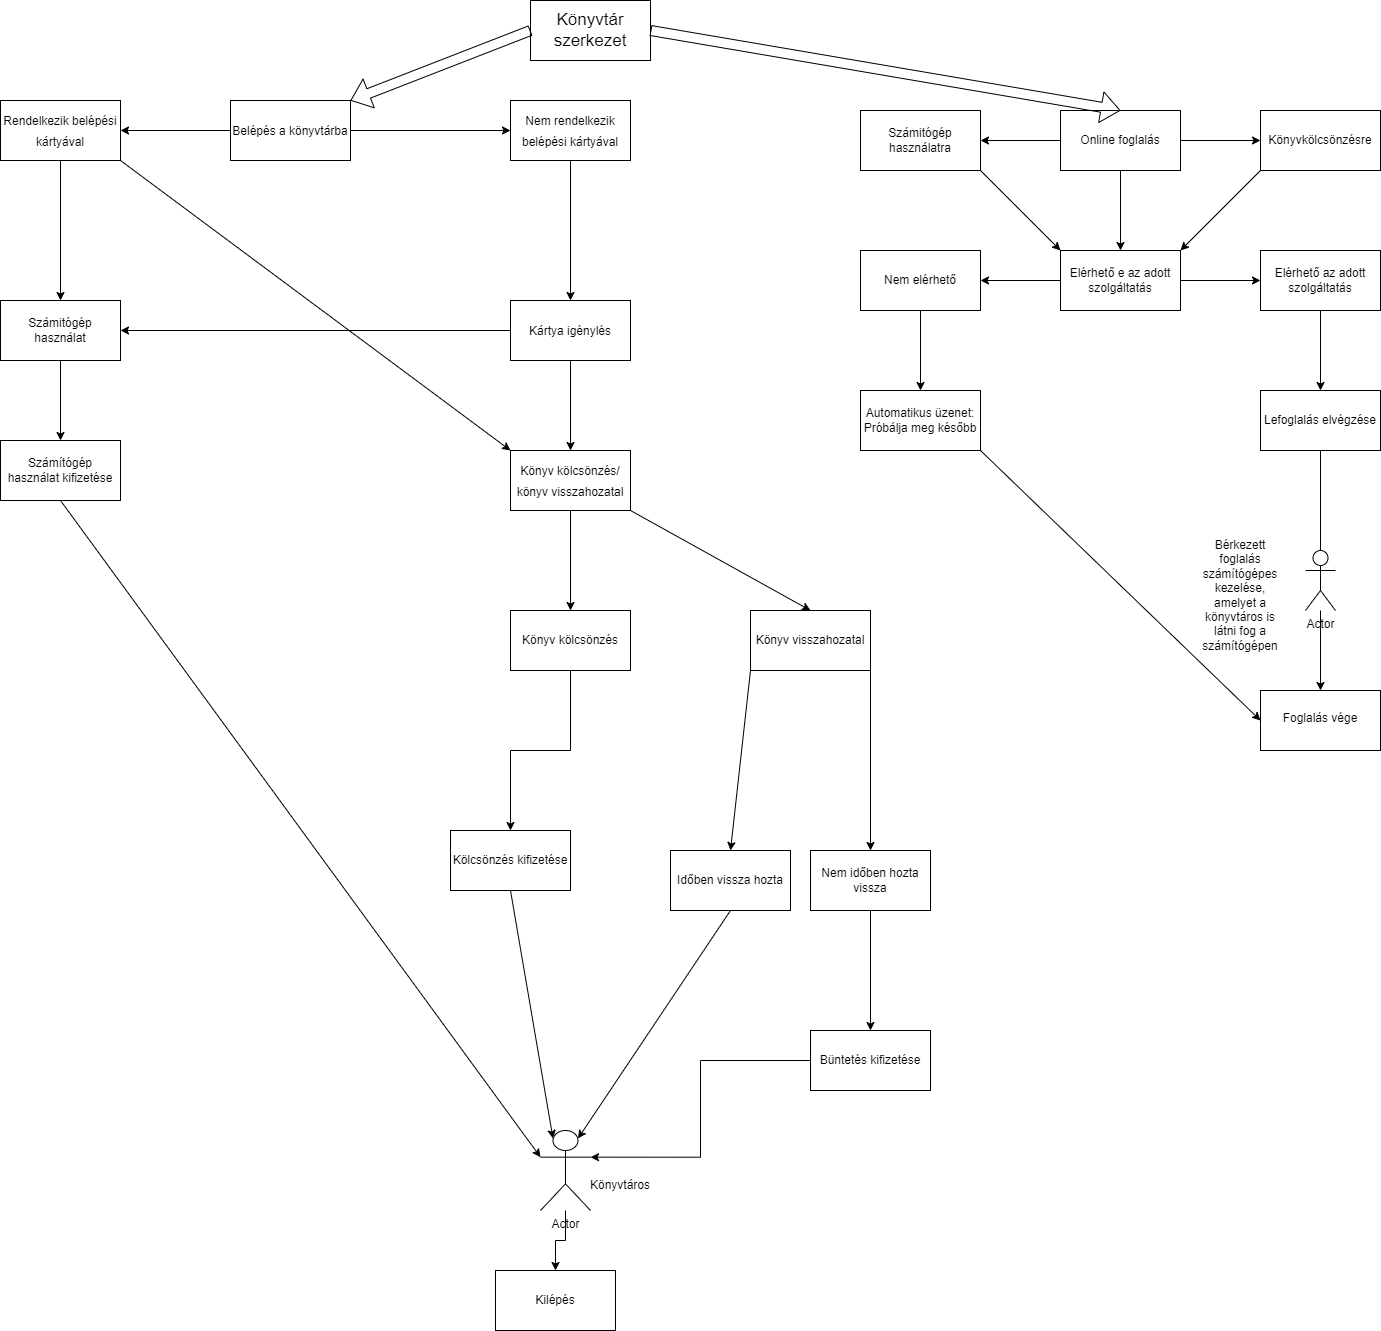 Könyvtár
szerkezet
Rendelkezik belépési
kártyával
Belépés a könyvtárba
Nem rendelkezik
belépési kártyával
Számitógép
használatra
Online foglalás
Könyvkölcsönzésre
Nem elérhető
Elérhető e az adott
szolgáltatás
Elérhető az adott
szolgáltatás
Számitógép
használat
Kártya igénylés
Automatikus üzenet:
Próbálja meg később
Lefoglalás elvégzése
Számítógép
használat kifizetése
Könyv kölcsönzés/
könyv visszahozatal
Bérkezett
foglalás
számítógépes
kezelése,
amelyet a
könyvtáros is
látni fog a
számítógépen
Actor
Könyv kölcsönzés
Könyv visszahozatal
Foglalás vége
Kölcsönzés kifizetése
Időben vissza hozta
Nem időben hozta
vissza
Büntetés kifizetése
Könyvtáros
Actor
Kilépés